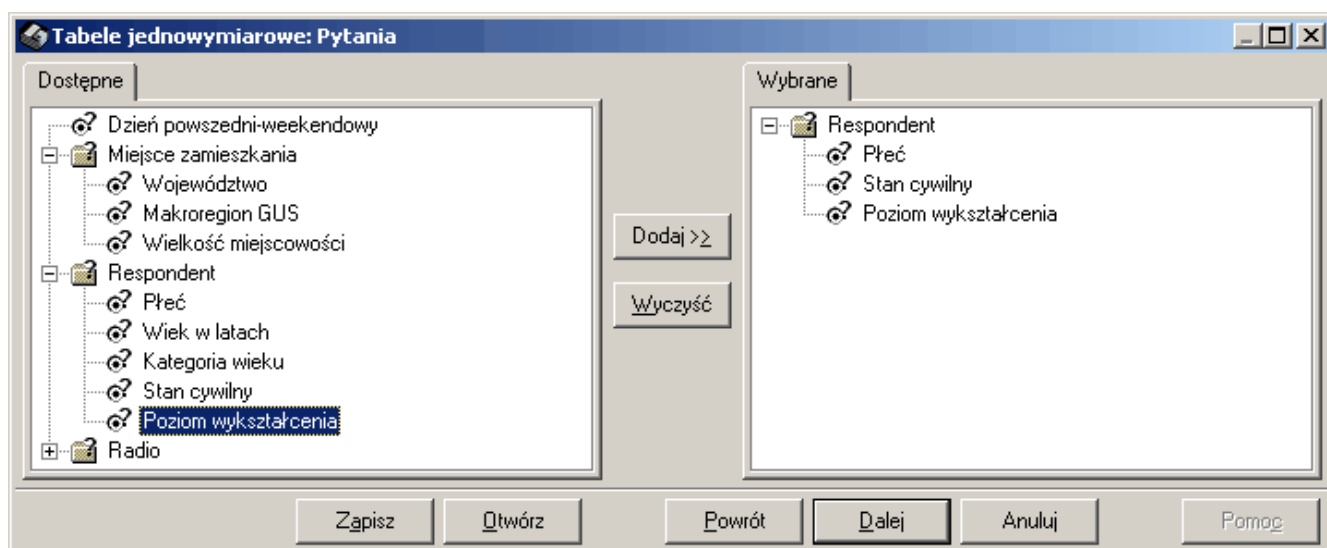 Tabele jednowymiarowe: Pytania
Dostępne
Dzień powszedni-weekendowy
Miejsce zamieszkania
Województwo
Makroregion GUS
Wielkość miejscowości
Respondent
Płeć
Wiek w latach
Kategoria wieku
Stan cywilny
Poziom wykształcenia
Radio
Dodaj >>
Wyczyść
Wybrane
Respondent
Płeć
Stan cywilny
Poziom wykształcenia
Zapisz Otwórz Powrót Dalej Anuluj Pomoc